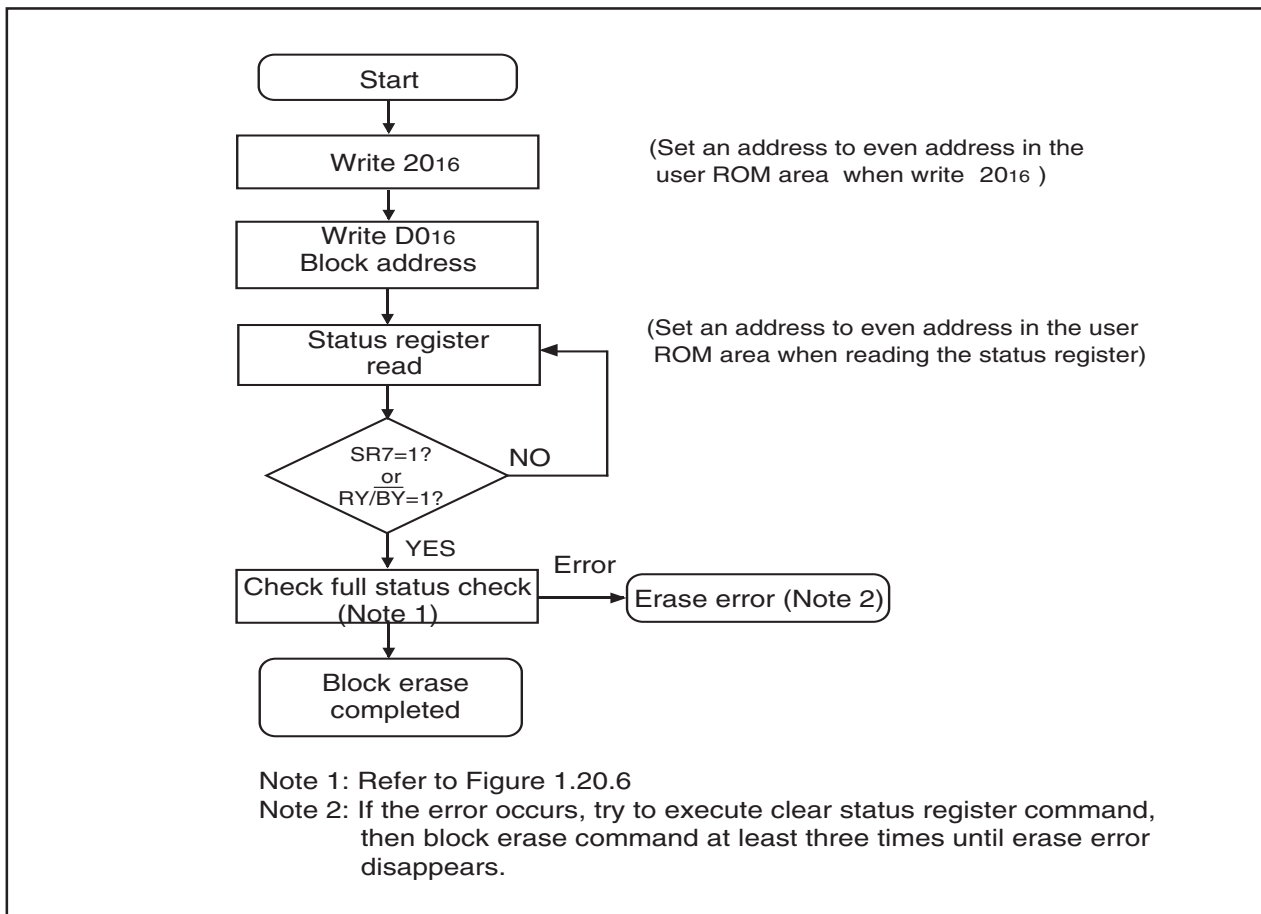 Start
Write 2016
(Set an address to even address in the
user ROM area when write 2016 )
Write D016
Block address
Status register
read
(Set an address to even address in the user
ROM area when reading the status register)
SR7=1?
or
RY/BY=1?
NO
YES
Error
Check full status check
(Note 1)
Erase error (Note 2)
Block erase
completed
Note 1: Refer to Figure 1.20.6
Note 2: If the error occurs, try to execute clear status register command,
then block erase command at least three times until erase error
disappears.